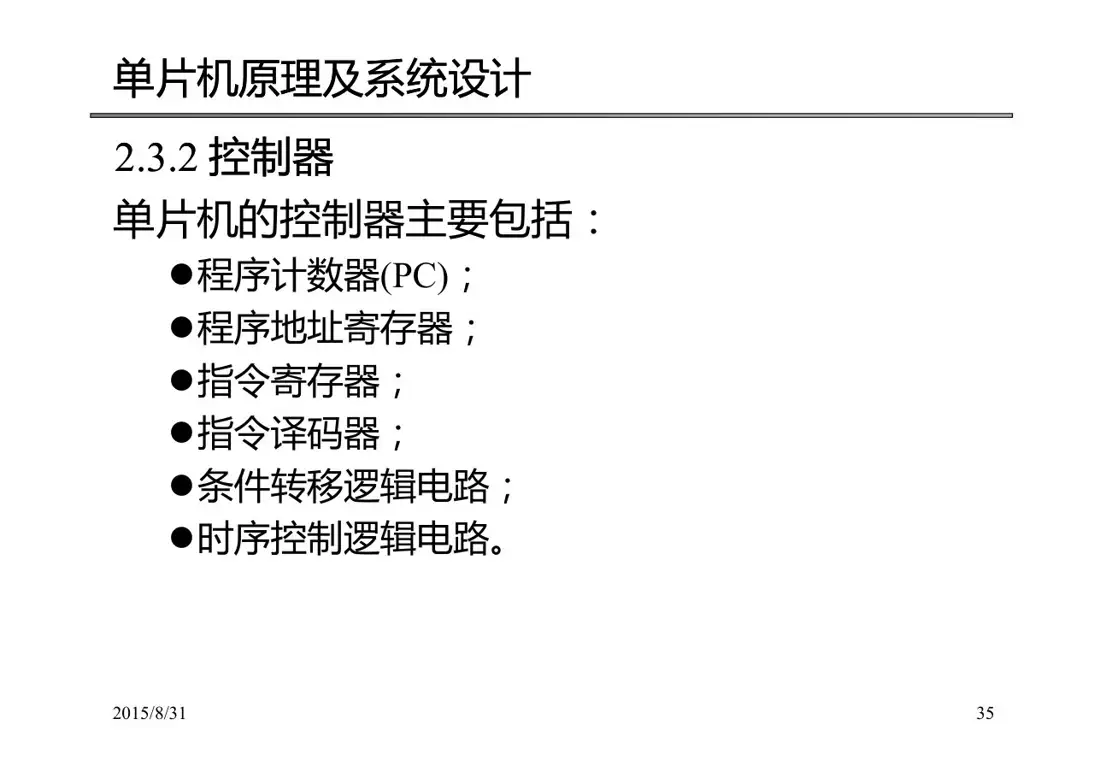 单片机原理及系统设计
2.3.2 控制器
单片机的控制器主要包括：
●程序计数器(PC)；
●程序地址寄存器；
●指令寄存器；
●指令译码器；
●条件转移逻辑电路；
●时序控制逻辑电路。
2015/8/31
35